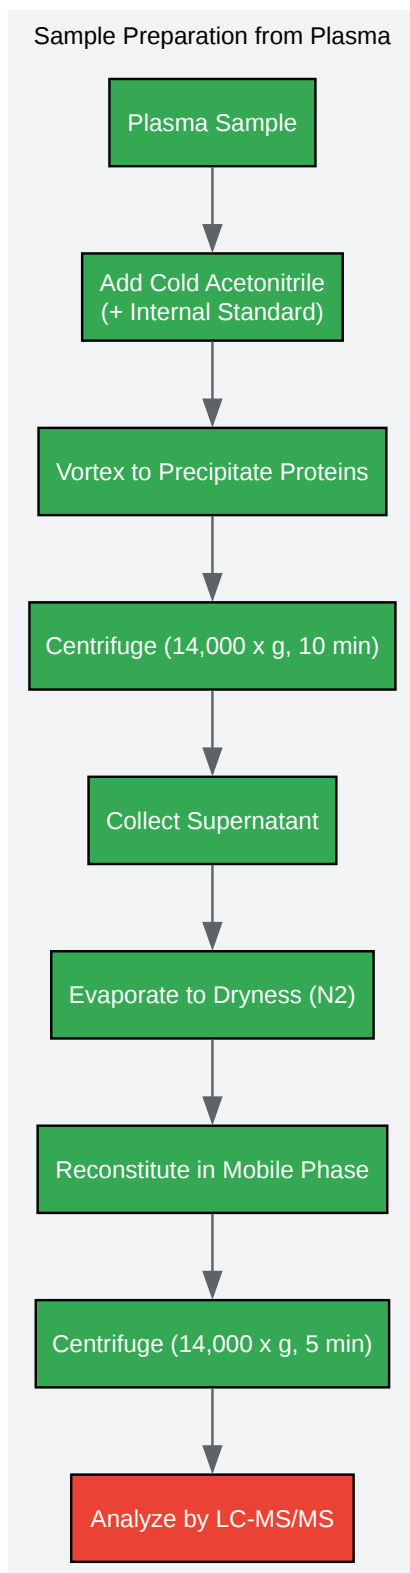 Sample Preparation from Plasma
Plasma Sample
Add Cold Acetonitrile
(+ Internal Standard)
Vortex to Precipitate Proteins
Centrifuge (14,000 x g, 10 min)
Collect Supernatant
Evaporate to Dryness (N2)
Reconstitute in Mobile Phase
Centrifuge (14,000 x g, 5 min)
Analyze by LC-MS/MS